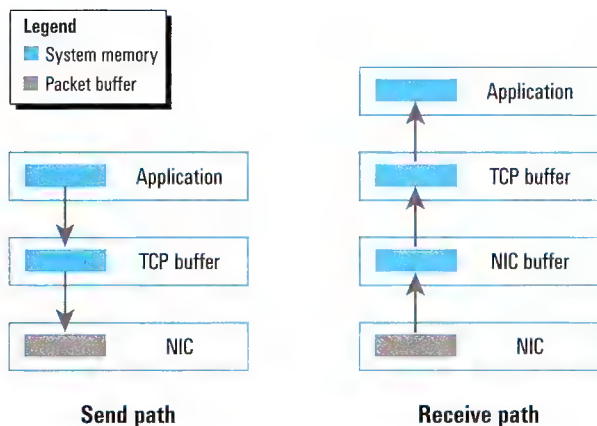 Legend
System memory
Packet buffer
Application
TCP buffer
NIC
Send path
Application
TCP buffer
NIC buffer
NIC
Receive path